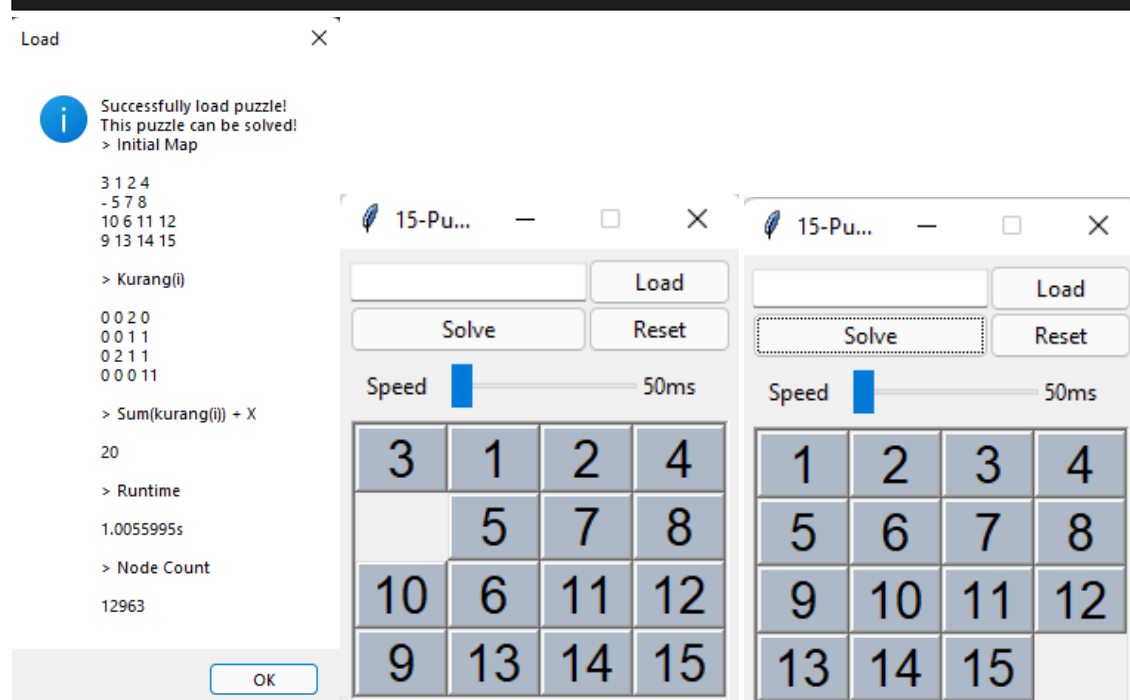 Load
Successfully load puzzle!
This puzzle can be solved!
> Initial Map
3 1 2 4
- 5 7 8
10 6 11 12
9 13 14 15
> Kurang(i)
0 0 2 0
0 0 1 1
0 2 1 1
0 0 0 11
> Sum(kurang(i)) + X
20
> Runtime
1.0055995s
> Node Count
12963
OK
15-Pu...
Load
Solve
Reset
Speed
50ms
3 1 2 4
5 7 8
10 6 11 12
9 13 14 15
15-Pu...
Load
Solve
Reset
Speed
50ms
1 2 3 4
5 6 7 8
9 10 11 12
13 14 15